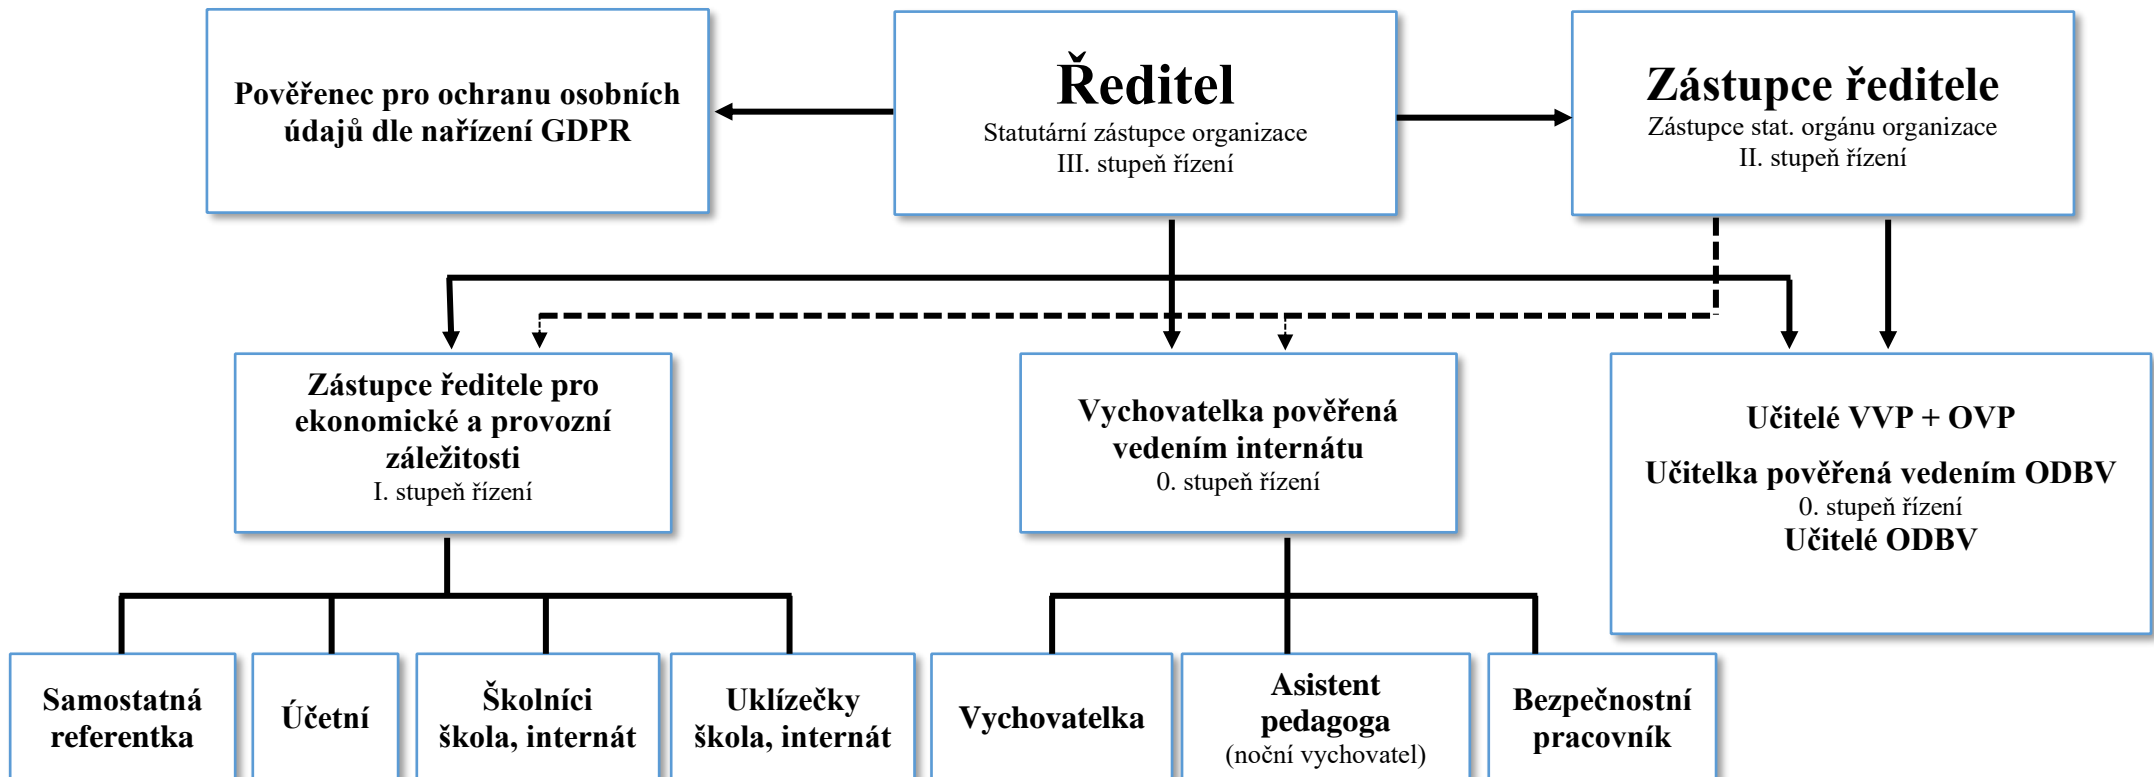 Pověřenec pro ochranu osobních
údajů dle nařízení GDPR
Ředitel
Statutární zástupce organizace
III. stupeň řízení
Zástupce ředitele
Zástupce stat. orgánu organizace
II. stupeň řízení
Zástupce ředitele pro
ekonomické a provozní
záležitosti
I. stupeň řízení
Vychovatelka pověřená
vedením internátu
0. stupeň řízení
Učitelé VVP + OVP
Učitelka pověřená vedením ODBV
0. stupeň řízení
Učitelé ODBV
Samostatná
referentka
Účetní
Školníci
škola, internát
Uklízečky
škola, internát
Vychovatelka
Asistent
pedagoga
(noční vychovatel)
Bezpečnostní
pracovník